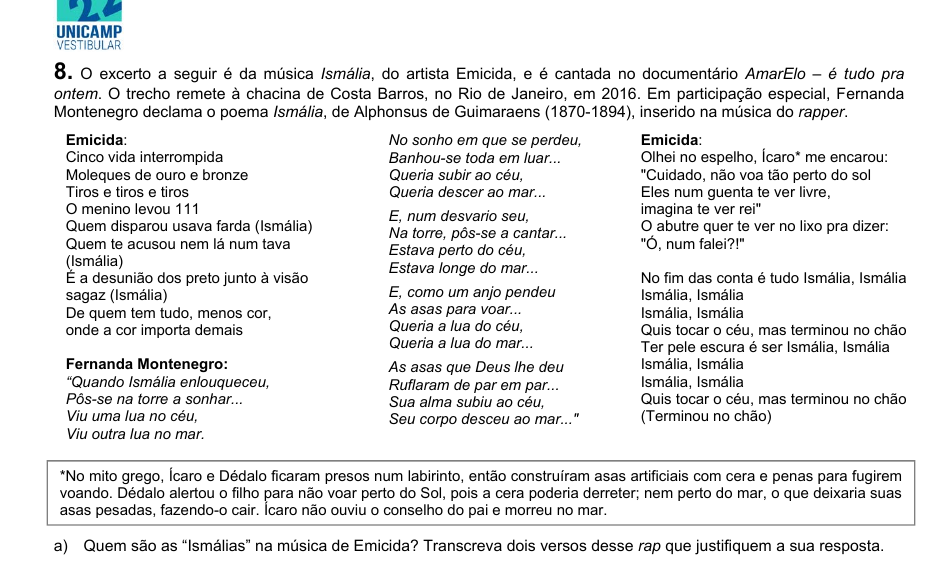 22
UNICAMP
VESTIBULAR
8. O excerto a seguir é da música Ismália, do artista Emicida, e é cantada no documentário AmarElo – é tudo pra
ontem. O trecho remete à chacina de Costa Barros, no Rio de Janeiro, em 2016. Em participação especial, Fernanda
Montenegro declama o poema Ismália, de Alphonsus de Guimaraens (1870-1894), inserido na música do rapper.
Emicida:
Cinco vida interrompida
Moleques de ouro e bronze
Tiros e tiros e tiros
O menino levou 111
Quem disparou usava farda (Ismália)
Quem te acusou nem lá num tava
(Ismália)
É a desunião dos preto junto à visão
sagaz (Ismália)
De quem tem tudo, menos cor,
onde a cor importa demais
Fernanda Montenegro:
“Quando Ismália enlouqueceu,
Pôs-se na torre a sonhar...
Viu uma lua no céu,
Viu outra lua no mar.
No sonho em que se perdeu,
Banhou-se toda em luar...
Queria subir ao céu,
Queria descer ao mar...
E, num desvario seu,
Na torre, pôs-se a cantar...
Estava perto do céu,
Estava longe do mar...
E, como um anjo pendeu
As asas para voar...
Queria a lua do céu,
Queria a lua do mar...
As asas que Deus lhe deu
Ruflaram de par em par...
Sua alma subiu ao céu,
Seu corpo desceu ao mar..."
Emicida:
Olhei no espelho, Ícaro* me encarou:
"Cuidado, não voa tão perto do sol
Eles num guenta te ver livre,
imagina te ver rei"
O abutre quer te ver no lixo pra dizer:
"Ó, num falei?!"
No fim das conta é tudo Ismália, Ismália
Ismália, Ismália
Ismália, Ismália
Quis tocar o céu, mas terminou no chão
Ter pele escura é ser Ismália, Ismália
Ismália, Ismália
Ismália, Ismália
Quis tocar o céu, mas terminou no chão
(Terminou no chão)
*No mito grego, Ícaro e Dédalo ficaram presos num labirinto, então construíram asas artificiais com cera e penas para fugirem
voando. Dédalo alertou o filho para não voar perto do Sol, pois a cera poderia derreter; nem perto do mar, o que deixaria suas
asas pesadas, fazendo-o cair. Ícaro não ouviu o conselho do pai e morreu no mar.
a) Quem são as “Ismálias” na música de Emicida? Transcreva dois versos desse rap que justifiquem a sua resposta.